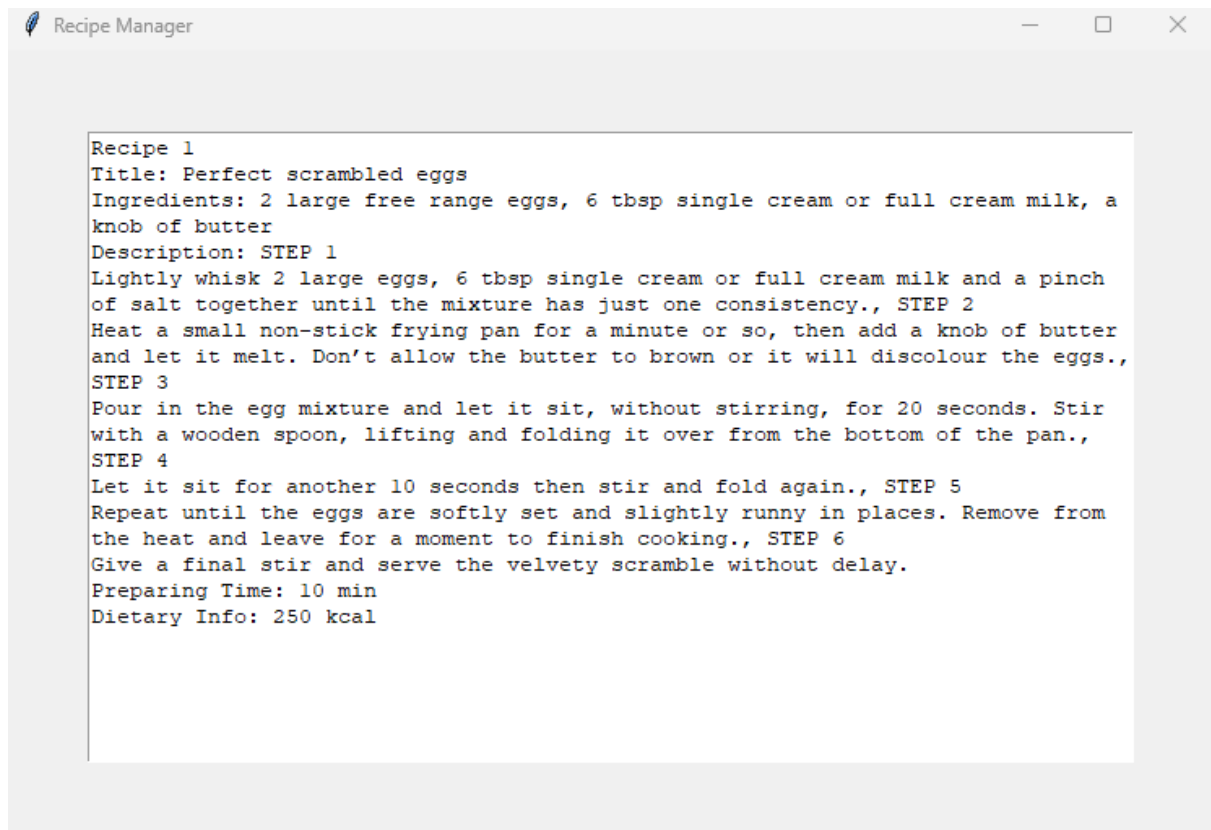 Recipe Manager
Recipe 1
Title: Perfect scrambled eggs
Ingredients: 2 large free range eggs, 6 tbsp single cream or full cream milk, a
knob of butter
Description: STEP 1
Lightly whisk 2 large eggs, 6 tbsp single cream or full cream milk and a pinch
of salt together until the mixture has just one consistency., STEP 2
Heat a small non-stick frying pan for a minute or so, then add a knob of butter
and let it melt. Don’t allow the butter to brown or it will discolour the eggs.,
STEP 3
Pour in the egg mixture and let it sit, without stirring, for 20 seconds. Stir
with a wooden spoon, lifting and folding it over from the bottom of the pan.,
STEP 4
Let it sit for another 10 seconds then stir and fold again., STEP 5
Repeat until the eggs are softly set and slightly runny in places. Remove from
the heat and leave for a moment to finish cooking., STEP 6
Give a final stir and serve the velvety scramble without delay.
Preparing Time: 10 min
Dietary Info: 250 kcal